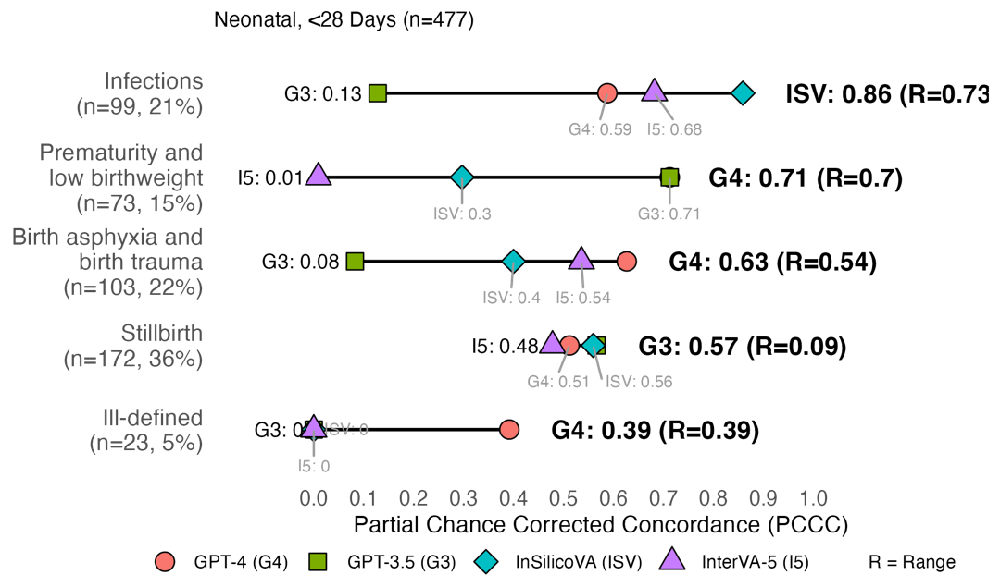 Neonatal, <28 Days (n=477)
Infections
(n=99, 21%)
G3: 0.13
G4: 0.59
I5: 0.68
ISV: 0.86 (R=0.73
Prematurity and
low birthweight
(n=73, 15%)
I5: 0.01
ISV: 0.3
G3: 0.71
G4: 0.71 (R=0.7)
Birth asphyxia and
birth trauma
(n=103, 22%)
G3: 0.08
ISV: 0.4
I5: 0.54
G4: 0.63 (R=0.54)
Stillbirth
(n=172, 36%)
I5: 0.48
G4: 0.51
ISV: 0.56
G3: 0.57 (R=0.09)
Ill-defined
(n=23, 5%)
G3: 0
ISV: 0
I5: 0
G4: 0.39 (R=0.39)
0.0 0.1 0.2 0.3 0.4 0.5 0.6 0.7 0.8 0.9 1.0
Partial Chance Corrected Concordance (PCCC)
GPT-4 (G4) GPT-3.5 (G3) InSilicoVA (ISV) InterVA-5 (I5) R = Range